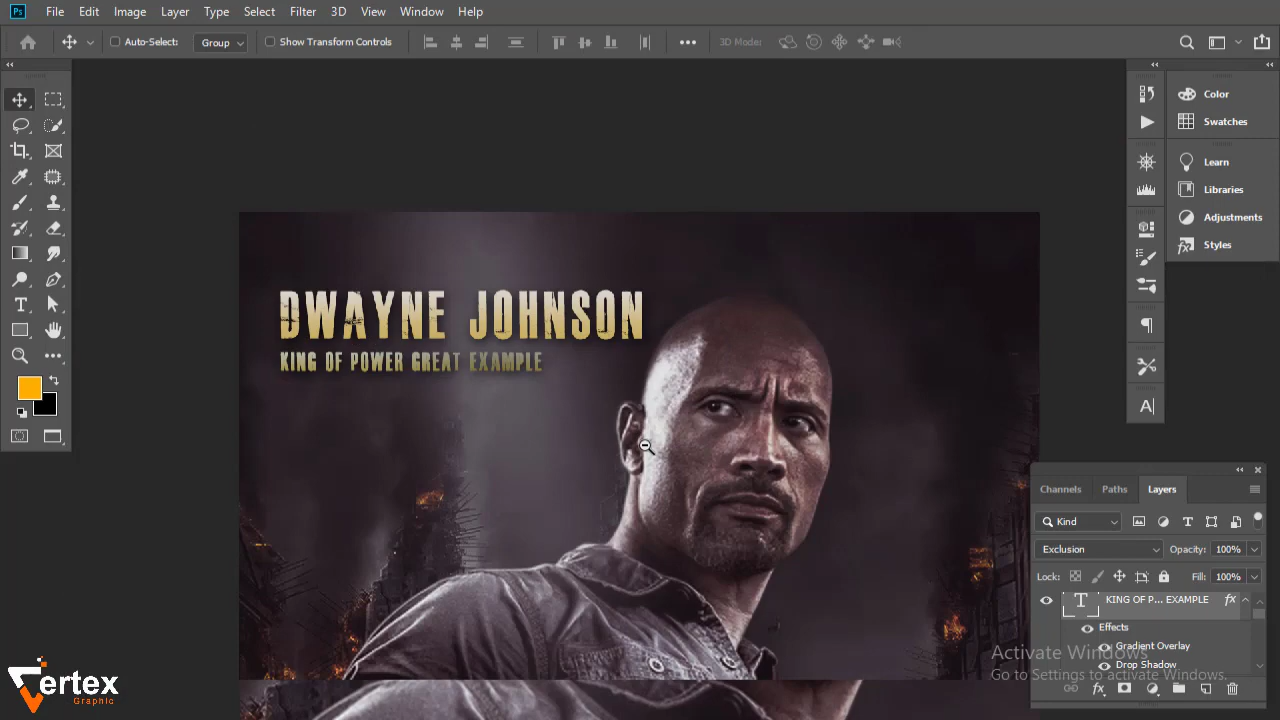 Ps File Edit Image Layer Type Select Filter 3D View Window Help
Auto-Select: Group Show Transform Controls 3D Mode:
Color
Swatches
Learn
Libraries
Adjustments
Styles
DWAYNE JOHNSON
KING OF POWER GREAT EXAMPLE
Channels Paths Layers
Kind
Exclusion Opacity: 100%
Lock: Fill: 100%
T KING OF P... EXAMPLE fx
Effects
Gradient Overlay
Drop Shadow
Activate Windows
Go to Settings to activate Windows.
Vertex
Graphic